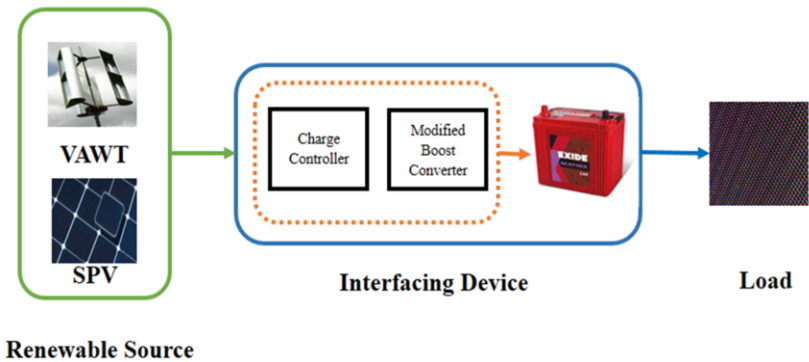 VAWT
SPV
Renewable Source
Charge
Controller
Modified
Boost
Converter
EXIDE
Interfacing Device
Load